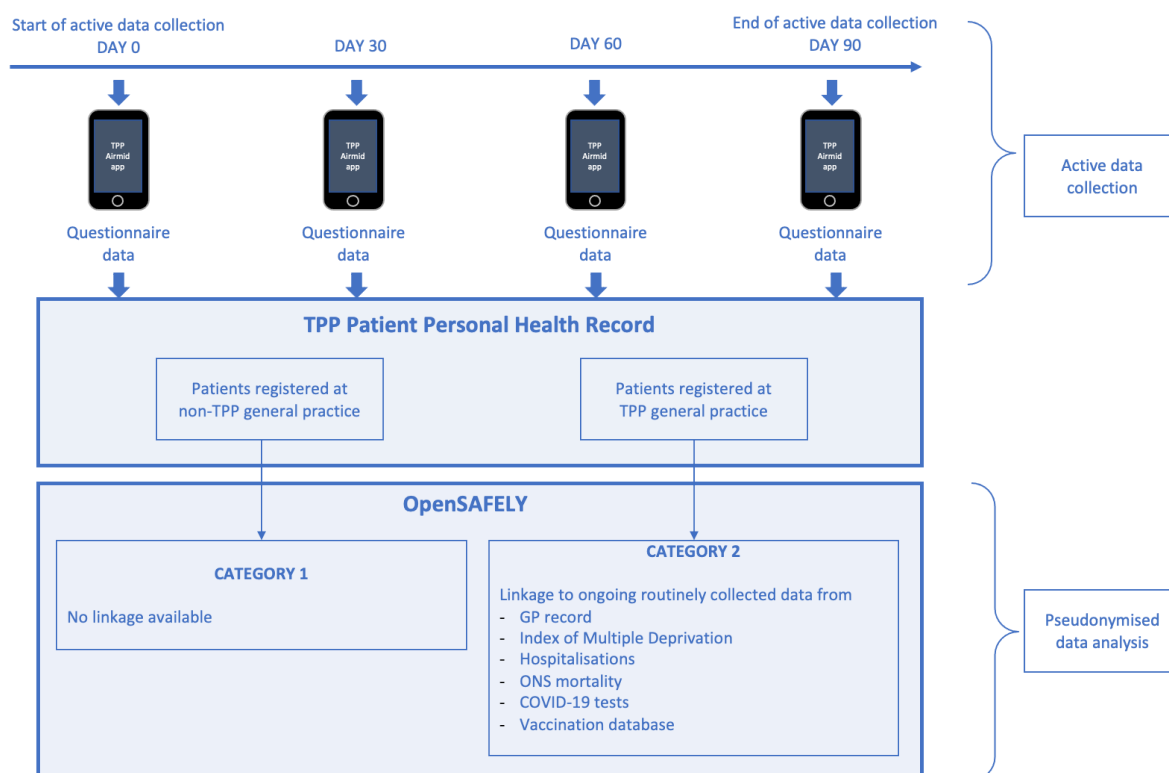 Start of active data collection
DAY 0
DAY 30
DAY 60
End of active data collection
DAY 90
TPP
Airmid
app
TPP
Airmid
app
TPP
Airmid
app
TPP
Airmid
app
Active data
collection
Questionnaire
data
Questionnaire
data
Questionnaire
data
Questionnaire
data
TPP Patient Personal Health Record
Patients registered at
non-TPP general practice
Patients registered at
TPP general practice
OpenSAFELY
CATEGORY 1
No linkage available
CATEGORY 2
Linkage to ongoing routinely collected data from
- GP record
- Index of Multiple Deprivation
- Hospitalisations
- ONS mortality
- COVID-19 tests
- Vaccination database
Pseudonymised
data analysis